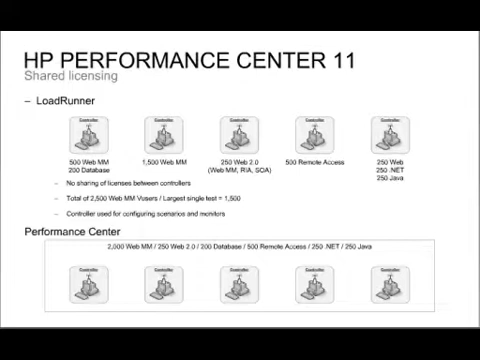 HP PERFORMANCE CENTER 11
Shared licensing
– LoadRunner
Controller Controller Controller Controller Controller
500 Web MM 1,500 Web MM 250 Web 2.0 500 Remote Access 250 Web
200 Database (Web MM, RIA, SOA) 250 .NET
250 Java
– No sharing of licenses between controllers
– Total of 2,500 Web MM Vusers / Largest single test = 1,500
– Controller used for configuring scenarios and monitors
Performance Center
2,000 Web MM / 250 Web 2.0 / 200 Database / 500 Remote Access / 250 .NET / 250 Java
Controller Controller Controller Controller Controller